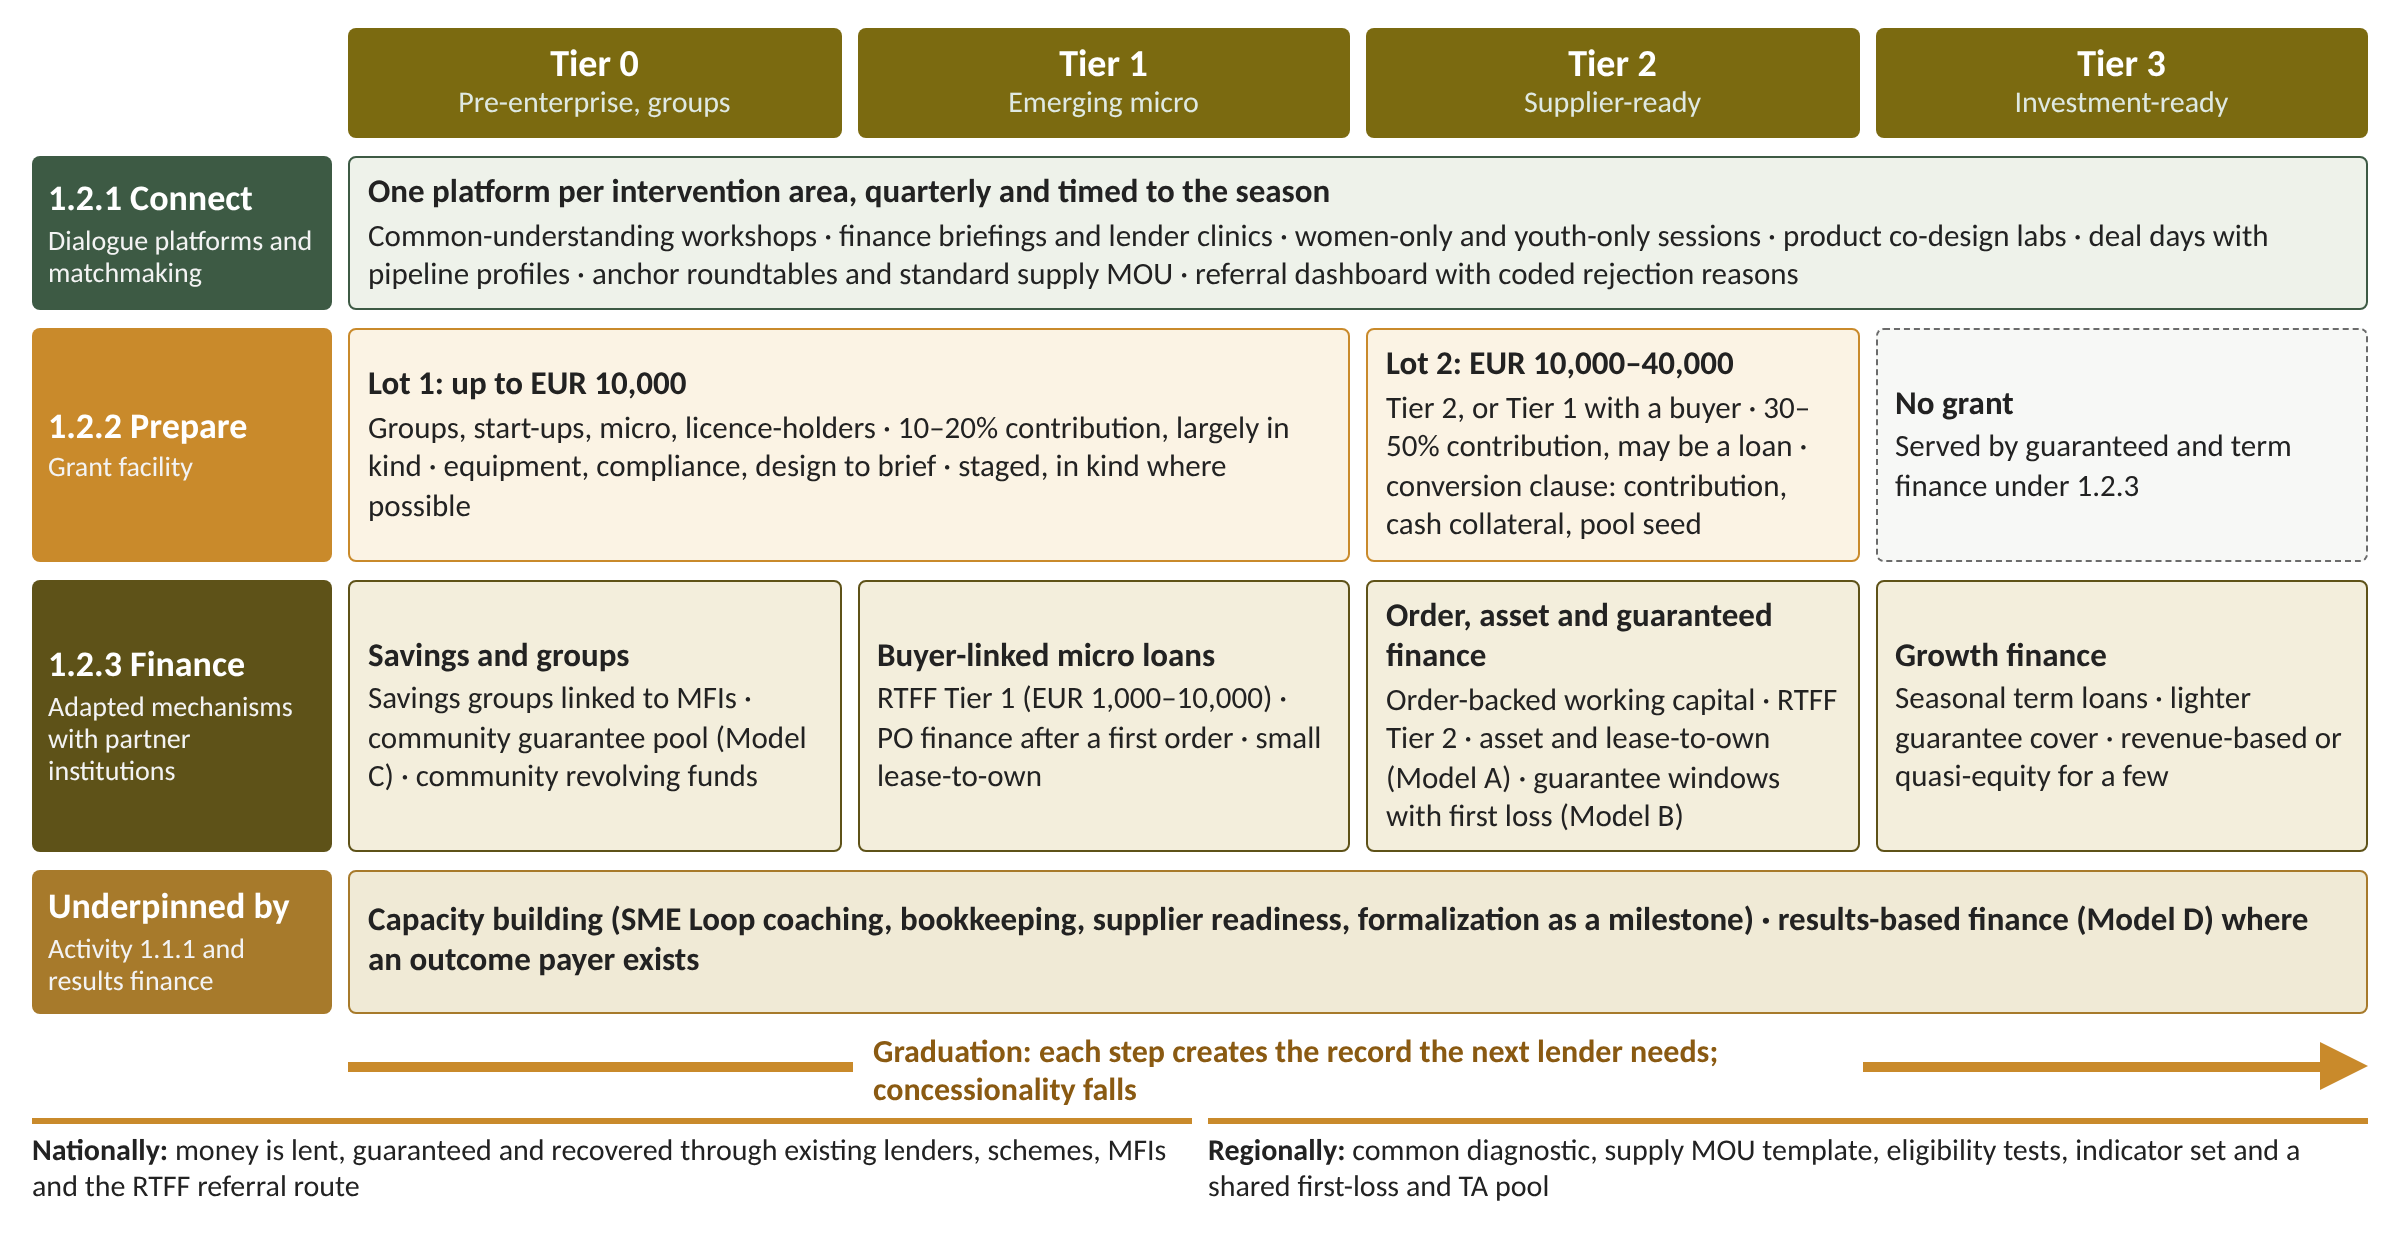 Tier 0
Pre-enterprise, groups
Tier 1
Emerging micro
Tier 2
Supplier-ready
Tier 3
Investment-ready
1.2.1 Connect
Dialogue platforms and
matchmaking
One platform per intervention area, quarterly and timed to the season
Common-understanding workshops · finance briefings and lender clinics · women-only and youth-only sessions · product co-design labs · deal days with
pipeline profiles · anchor roundtables and standard supply MOU · referral dashboard with coded rejection reasons
1.2.2 Prepare
Grant facility
Lot 1: up to EUR 10,000
Groups, start-ups, micro, licence-holders · 10–20% contribution, largely in
kind · equipment, compliance, design to brief · staged, in kind where
possible
Lot 2: EUR 10,000–40,000
Tier 2, or Tier 1 with a buyer · 30–
50% contribution, may be a loan ·
conversion clause: contribution,
cash collateral, pool seed
No grant
Served by guaranteed and term
finance under 1.2.3
1.2.3 Finance
Adapted mechanisms
with partner
institutions
Savings and groups
Savings groups linked to MFIs ·
community guarantee pool (Model
C) · community revolving funds
Buyer-linked micro loans
RTFF Tier 1 (EUR 1,000–10,000) ·
PO finance after a first order · small
lease-to-own
Order, asset and guaranteed
finance
Order-backed working capital · RTFF
Tier 2 · asset and lease-to-own
(Model A) · guarantee windows
with first loss (Model B)
Growth finance
Seasonal term loans · lighter
guarantee cover · revenue-based or
quasi-equity for a few
Underpinned by
Activity 1.1.1 and
results finance
Capacity building (SME Loop coaching, bookkeeping, supplier readiness, formalization as a milestone) · results-based finance (Model D) where
an outcome payer exists
Graduation: each step creates the record the next lender needs;
concessionality falls
Nationally: money is lent, guaranteed and recovered through existing lenders, schemes, MFIs
and the RTFF referral route
Regionally: common diagnostic, supply MOU template, eligibility tests, indicator set and a
shared first-loss and TA pool